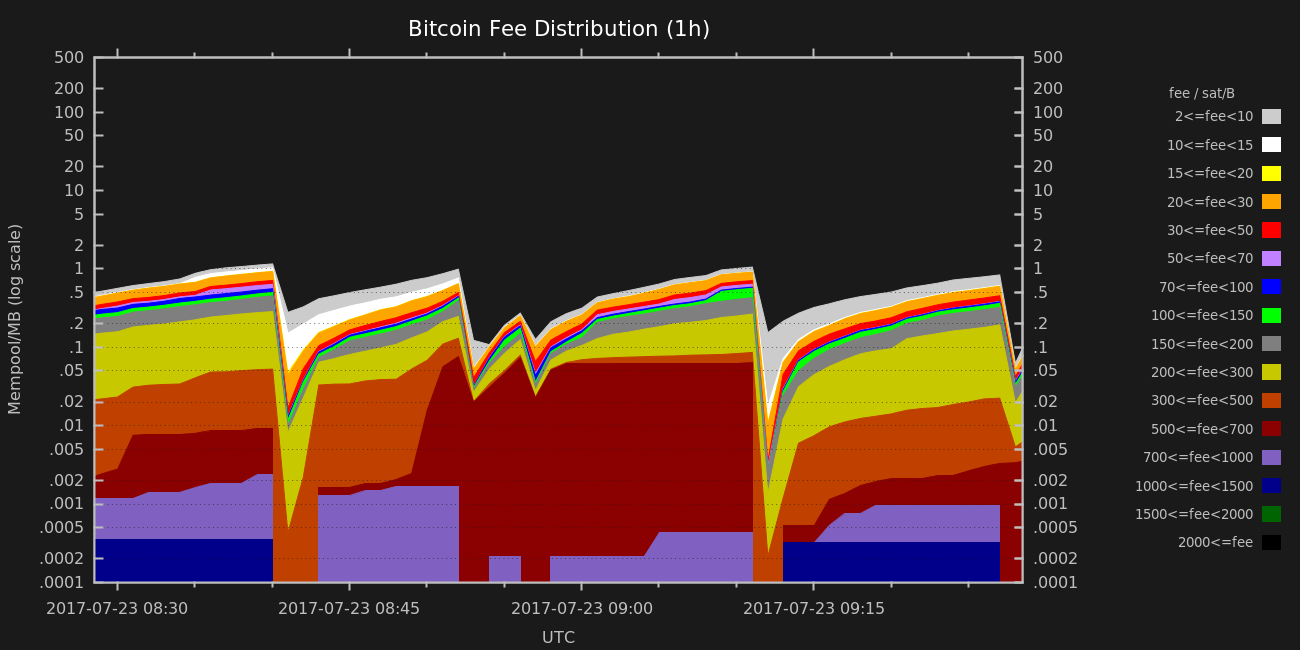 Bitcoin Fee Distribution (1h)
500 500
200 200
100 100
50 50
20 20
10 10
5 5
2 2
1 1
.5 .5
.2 .2
.1 .1
.05 .05
.02 .02
.01 .01
.005 .005
.002 .002
.001 .001
.0005 .0005
.0002 .0002
.0001 .0001
Mempool/MB (log scale)
2017-07-23 08:30 2017-07-23 08:45 2017-07-23 09:00 2017-07-23 09:15
UTC
fee / sat/B
2<=fee<10
10<=fee<15
15<=fee<20
20<=fee<30
30<=fee<50
50<=fee<70
70<=fee<100
100<=fee<150
150<=fee<200
200<=fee<300
300<=fee<500
500<=fee<700
700<=fee<1000
1000<=fee<1500
1500<=fee<2000
2000<=fee